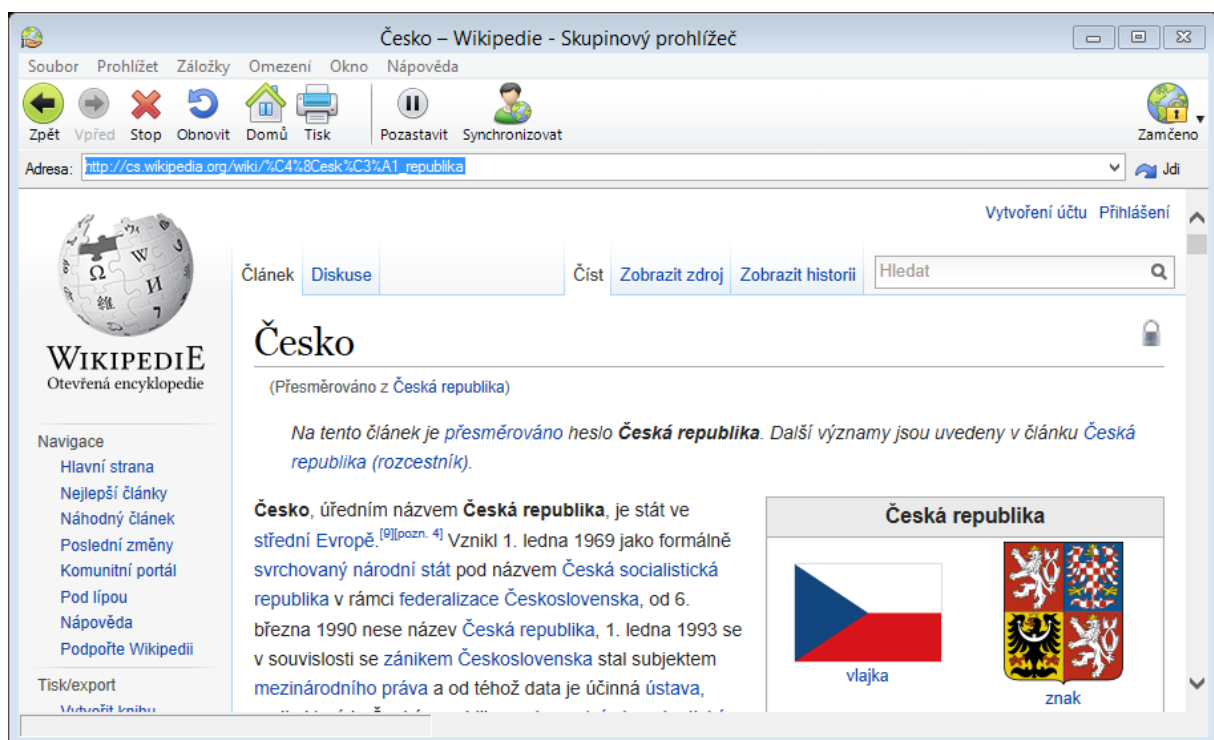 Česko – Wikipedie - Skupinový prohlížeč
Soubor Prohlížet Záložky Omezení Okno Nápověda
Zpět Vpřed Stop Obnovit Domů Tisk Pozastavit Synchronizovat Zamčeno
Adresa: http://cs.wikipedia.org/wiki/%C4%8Cesk%C3%A1_republika Jdi
Vytvoření účtu Přihlášení
Článek Diskuse Číst Zobrazit zdroj Zobrazit historii Hledat
WIKIPEDIE
Otevřená encyklopedie
Navigace
Hlavní strana
Nejlepší články
Náhodný článek
Poslední změny
Komunitní portál
Pod lípou
Nápověda
Podpořte Wikipedii
Tisk/export
Vytvořit knihu
Česko
(Přesměrováno z Česká republika)
Na tento článek je přesměrováno heslo Česká republika. Další významy jsou uvedeny v článku Česká
republika (rozcestník).
Česko, úředním názvem Česká republika, je stát ve
střední Evropě.[9][pozn. 4] Vznikl 1. ledna 1969 jako formálně
svrchovaný národní stát pod názvem Česká socialistická
republika v rámci federalizace Československa, od 6.
března 1990 nese název Česká republika, 1. ledna 1993 se
v souvislosti se zánikem Československa stal subjektem
mezinárodního práva a od téhož data je účinná ústava,
Česká republika
vlajka
znak